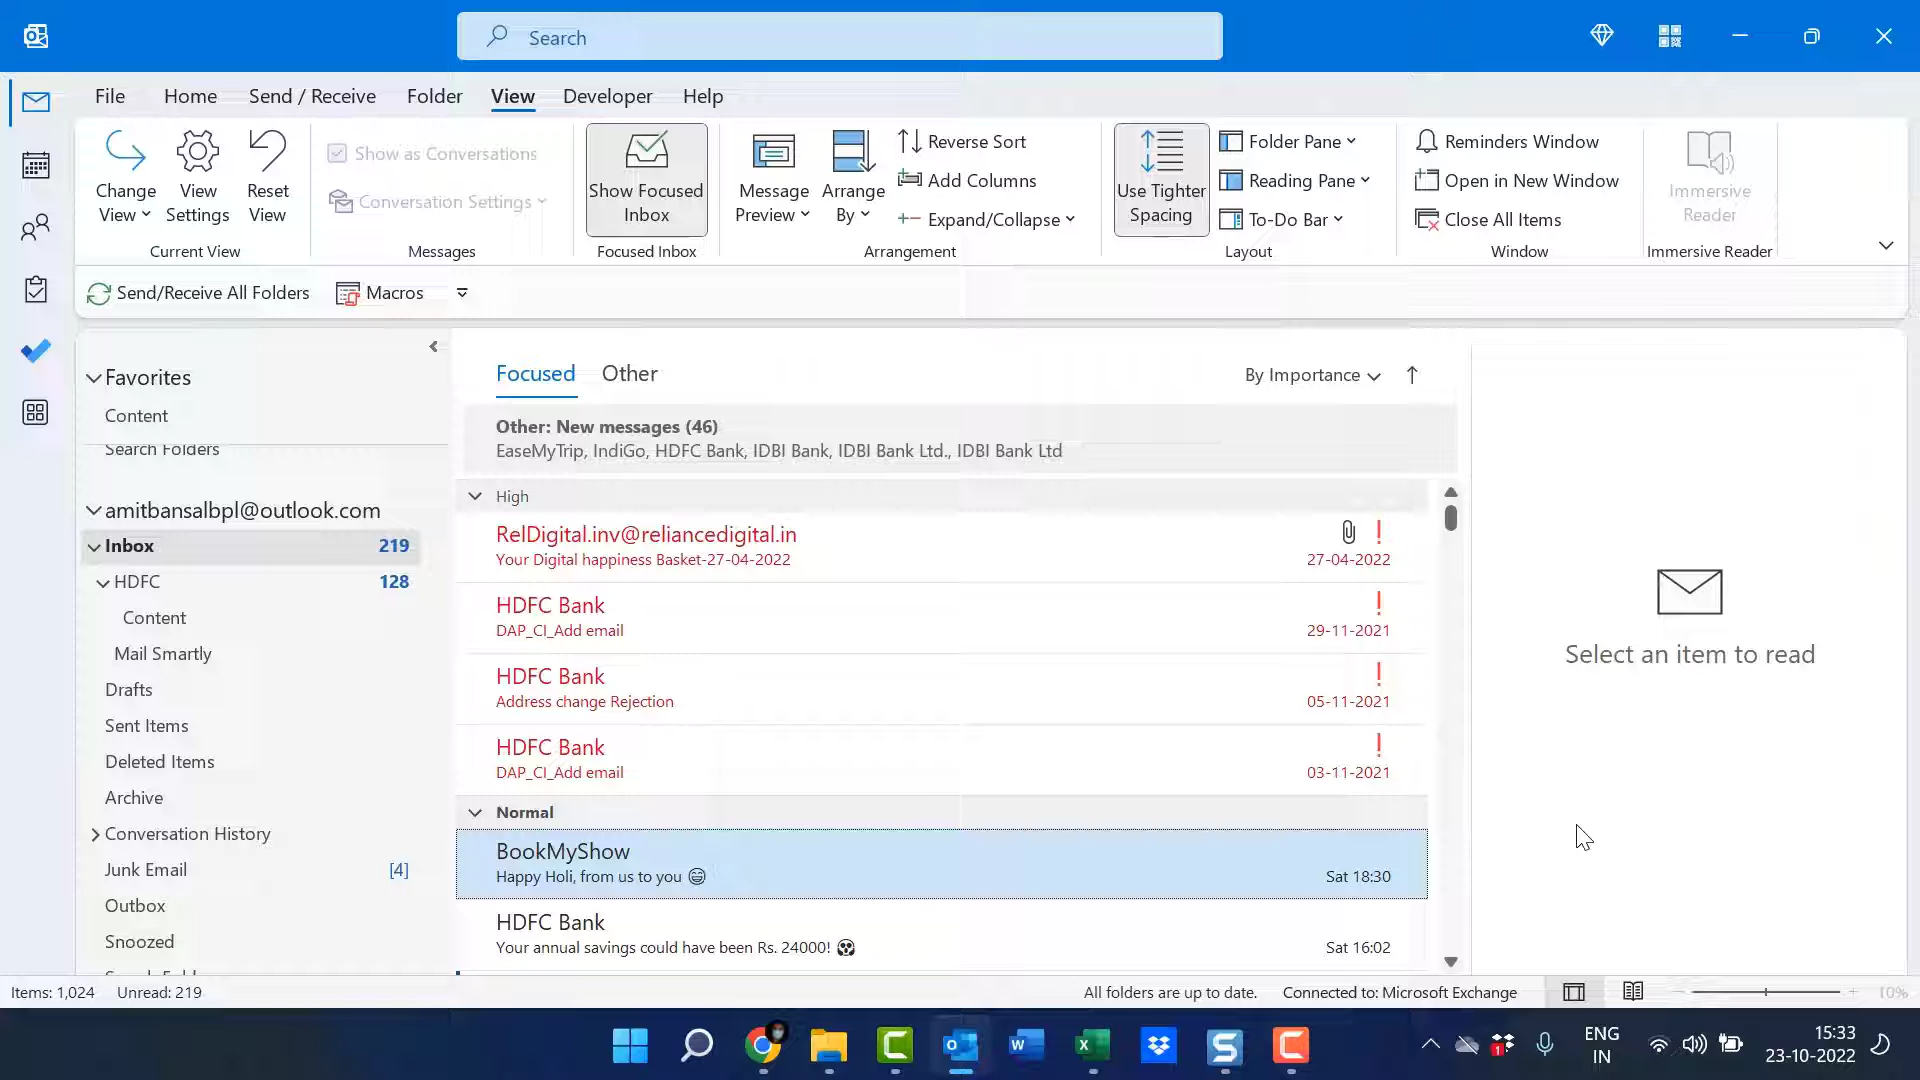 Search
File Home Send / Receive Folder View Developer Help
Change View
View Settings
Reset View
Current View
Show as Conversations
Conversation Settings
Messages
Show Focused Inbox
Focused Inbox
Message Preview
Arrange By
Reverse Sort
Add Columns
Expand/Collapse
Arrangement
Use Tighter Spacing
Folder Pane
Reading Pane
To-Do Bar
Layout
Reminders Window
Open in New Window
Close All Items
Window
Immersive Reader
Immersive Reader
Send/Receive All Folders Macros
Favorites
Content
Search Folders
amitbansalbpl@outlook.com
Inbox 219
HDFC 128
Content
Mail Smartly
Drafts
Sent Items
Deleted Items
Archive
Conversation History
Junk Email [4]
Outbox
Snoozed
Focused Other By Importance
Other: New messages (46)
EaseMyTrip, IndiGo, HDFC Bank, IDBI Bank, IDBI Bank Ltd., IDBI Bank Ltd
High
RelDigital.inv@reliancedigital.in
Your Digital happiness Basket-27-04-2022 27-04-2022
HDFC Bank
DAP_CI_Add email 29-11-2021
HDFC Bank
Address change Rejection 05-11-2021
HDFC Bank
DAP_CI_Add email 03-11-2021
Normal
BookMyShow
Happy Holi, from us to you 😄 Sat 18:30
HDFC Bank
Your annual savings could have been Rs. 24000! Sat 16:02
Select an item to read
Items: 1,024 Unread: 219 All folders are up to date. Connected to: Microsoft Exchange 10%
ENG
IN
15:33
23-10-2022